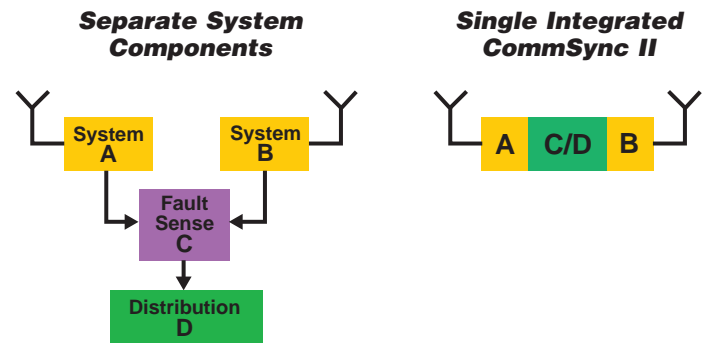 Separate System
Components
Single Integrated
CommSync II
System
A
System
B
A
C/D
B
Fault
Sense
C
Distribution
D